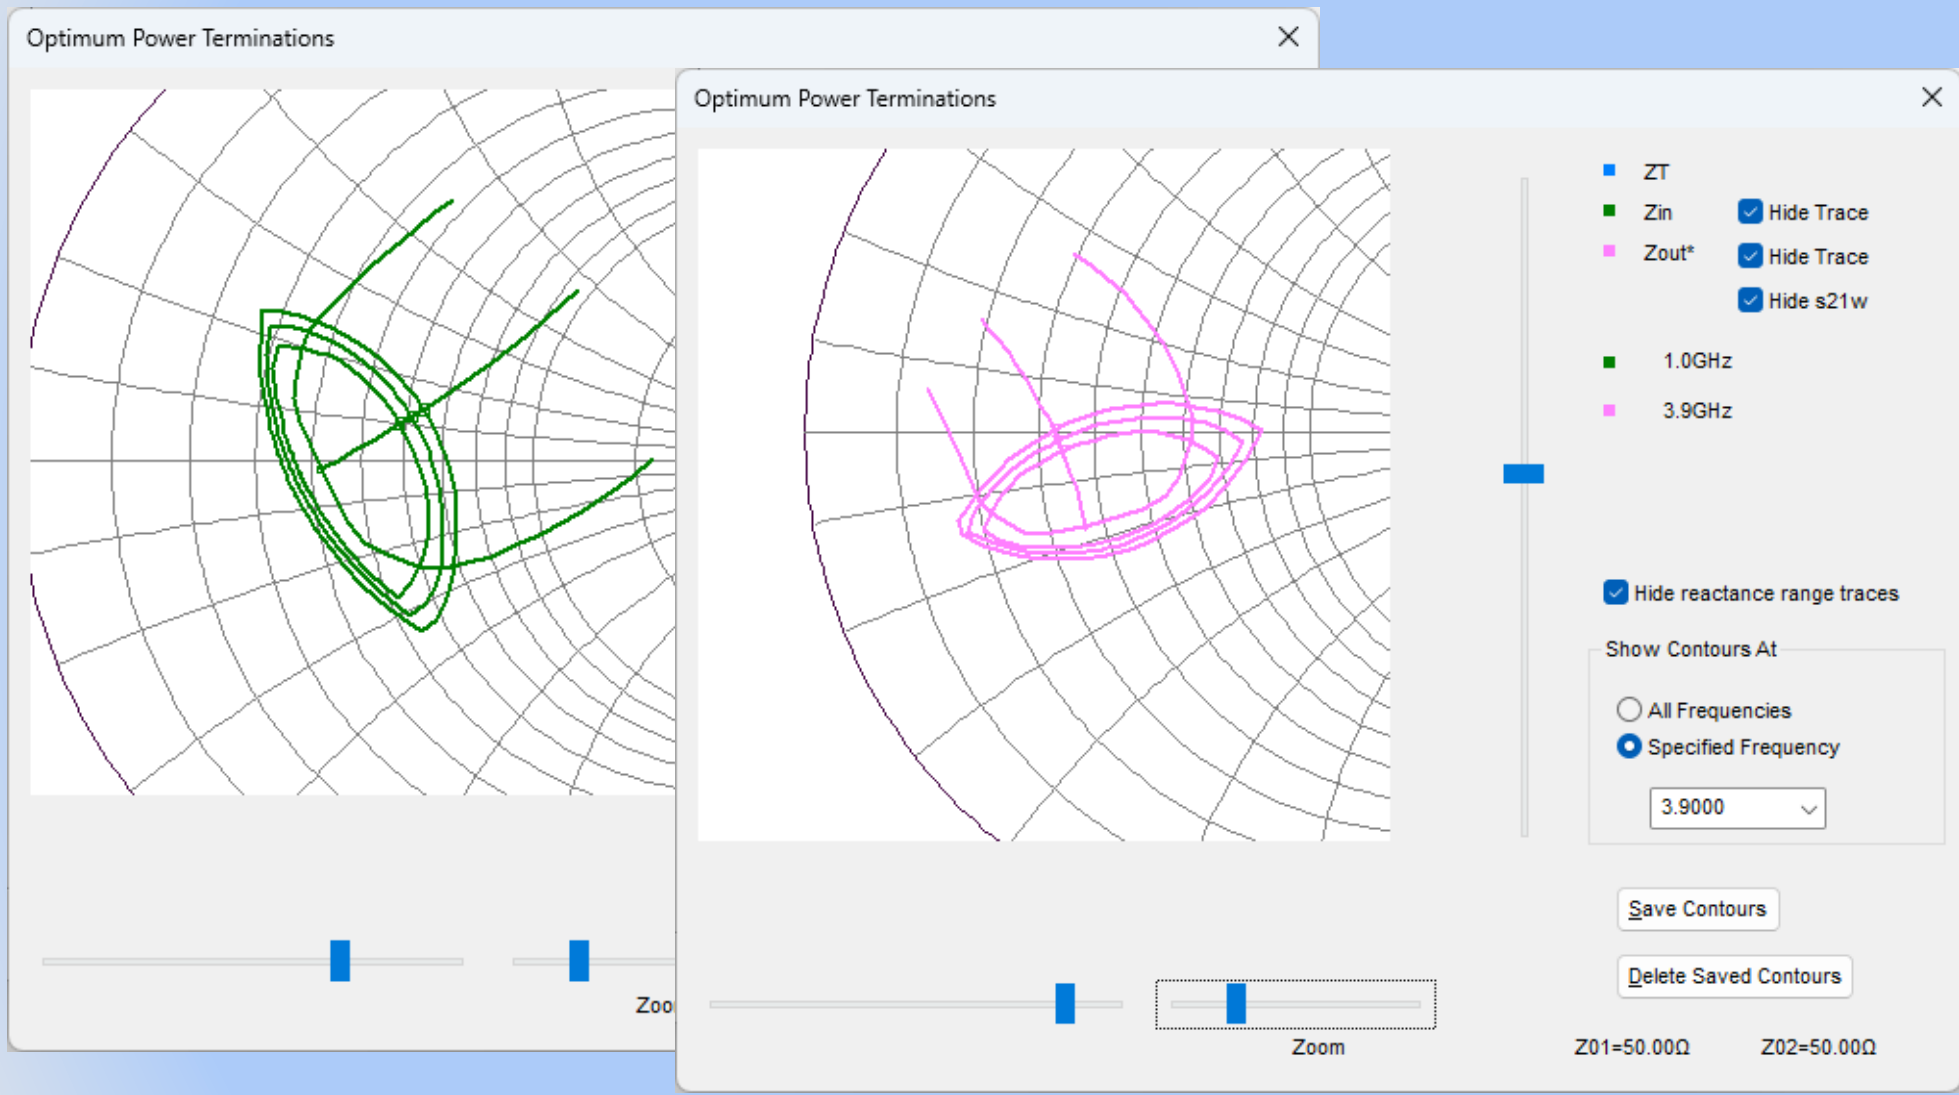 Optimum Power Terminations
Optimum Power Terminations
ZT
Zin
Hide Trace
Zout*
Hide Trace
Hide s21w
1.0GHz
3.9GHz
Hide reactance range traces
Show Contours At
All Frequencies
Specified Frequency
3.9000
Save Contours
Delete Saved Contours
Zoo
Zoom
Z01=50.00Ω
Z02=50.00Ω